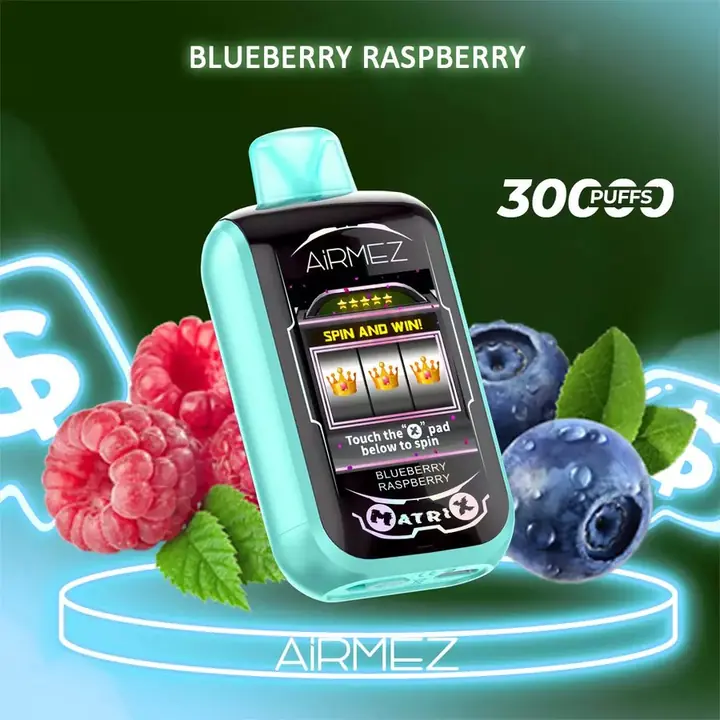 BLUEBERRY RASPBERRY
30000
PUFFS
AiRMEZ
SPIN AND WIN!
Touch the "X" pad
below to spin
BLUEBERRY
RASPBERRY
MATRiX
AiRMEZ
$
$